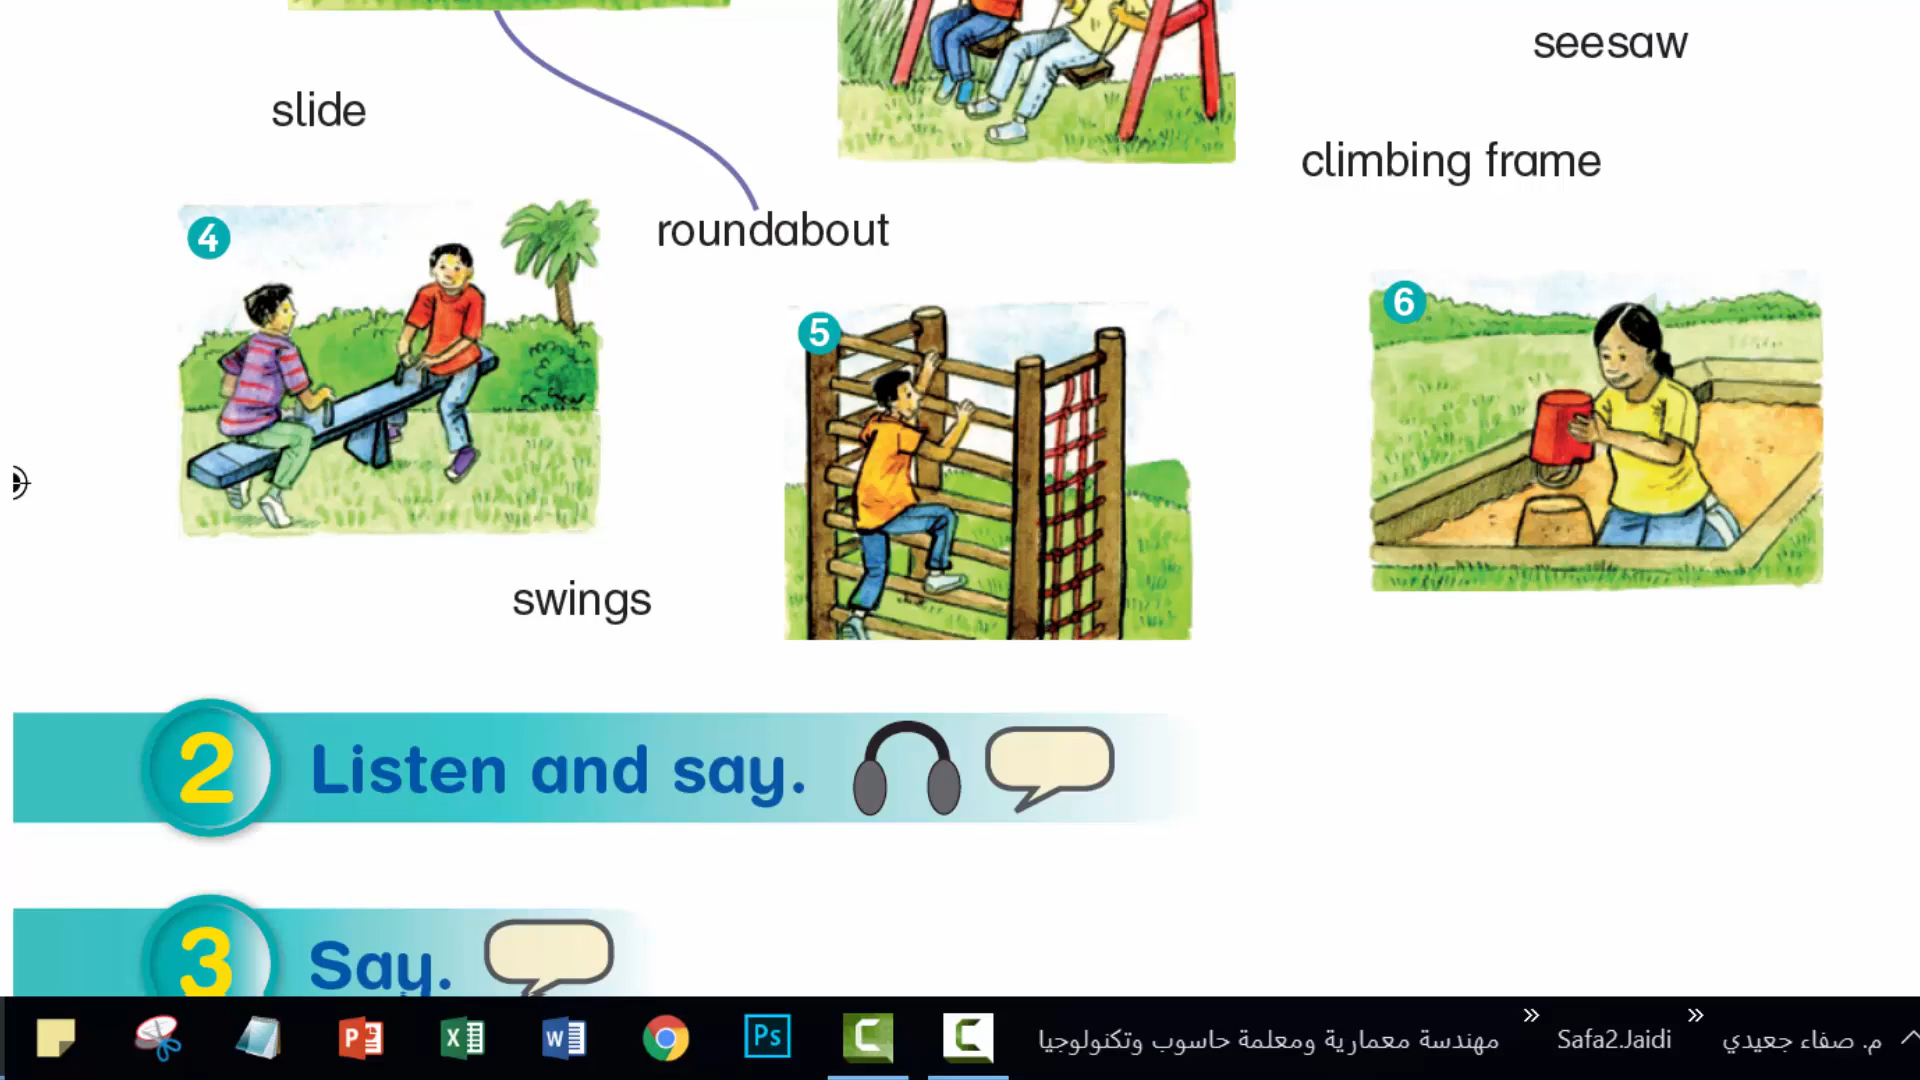 seesaw
slide
climbing frame
4
roundabout
6
5
swings
2 Listen and say.
3 Say.
P X W Ps C C مهندسة معمارية ومعلمة حاسوب وتكنولوجيا » Safa2.Jaidi » م. صفاء جعيدي